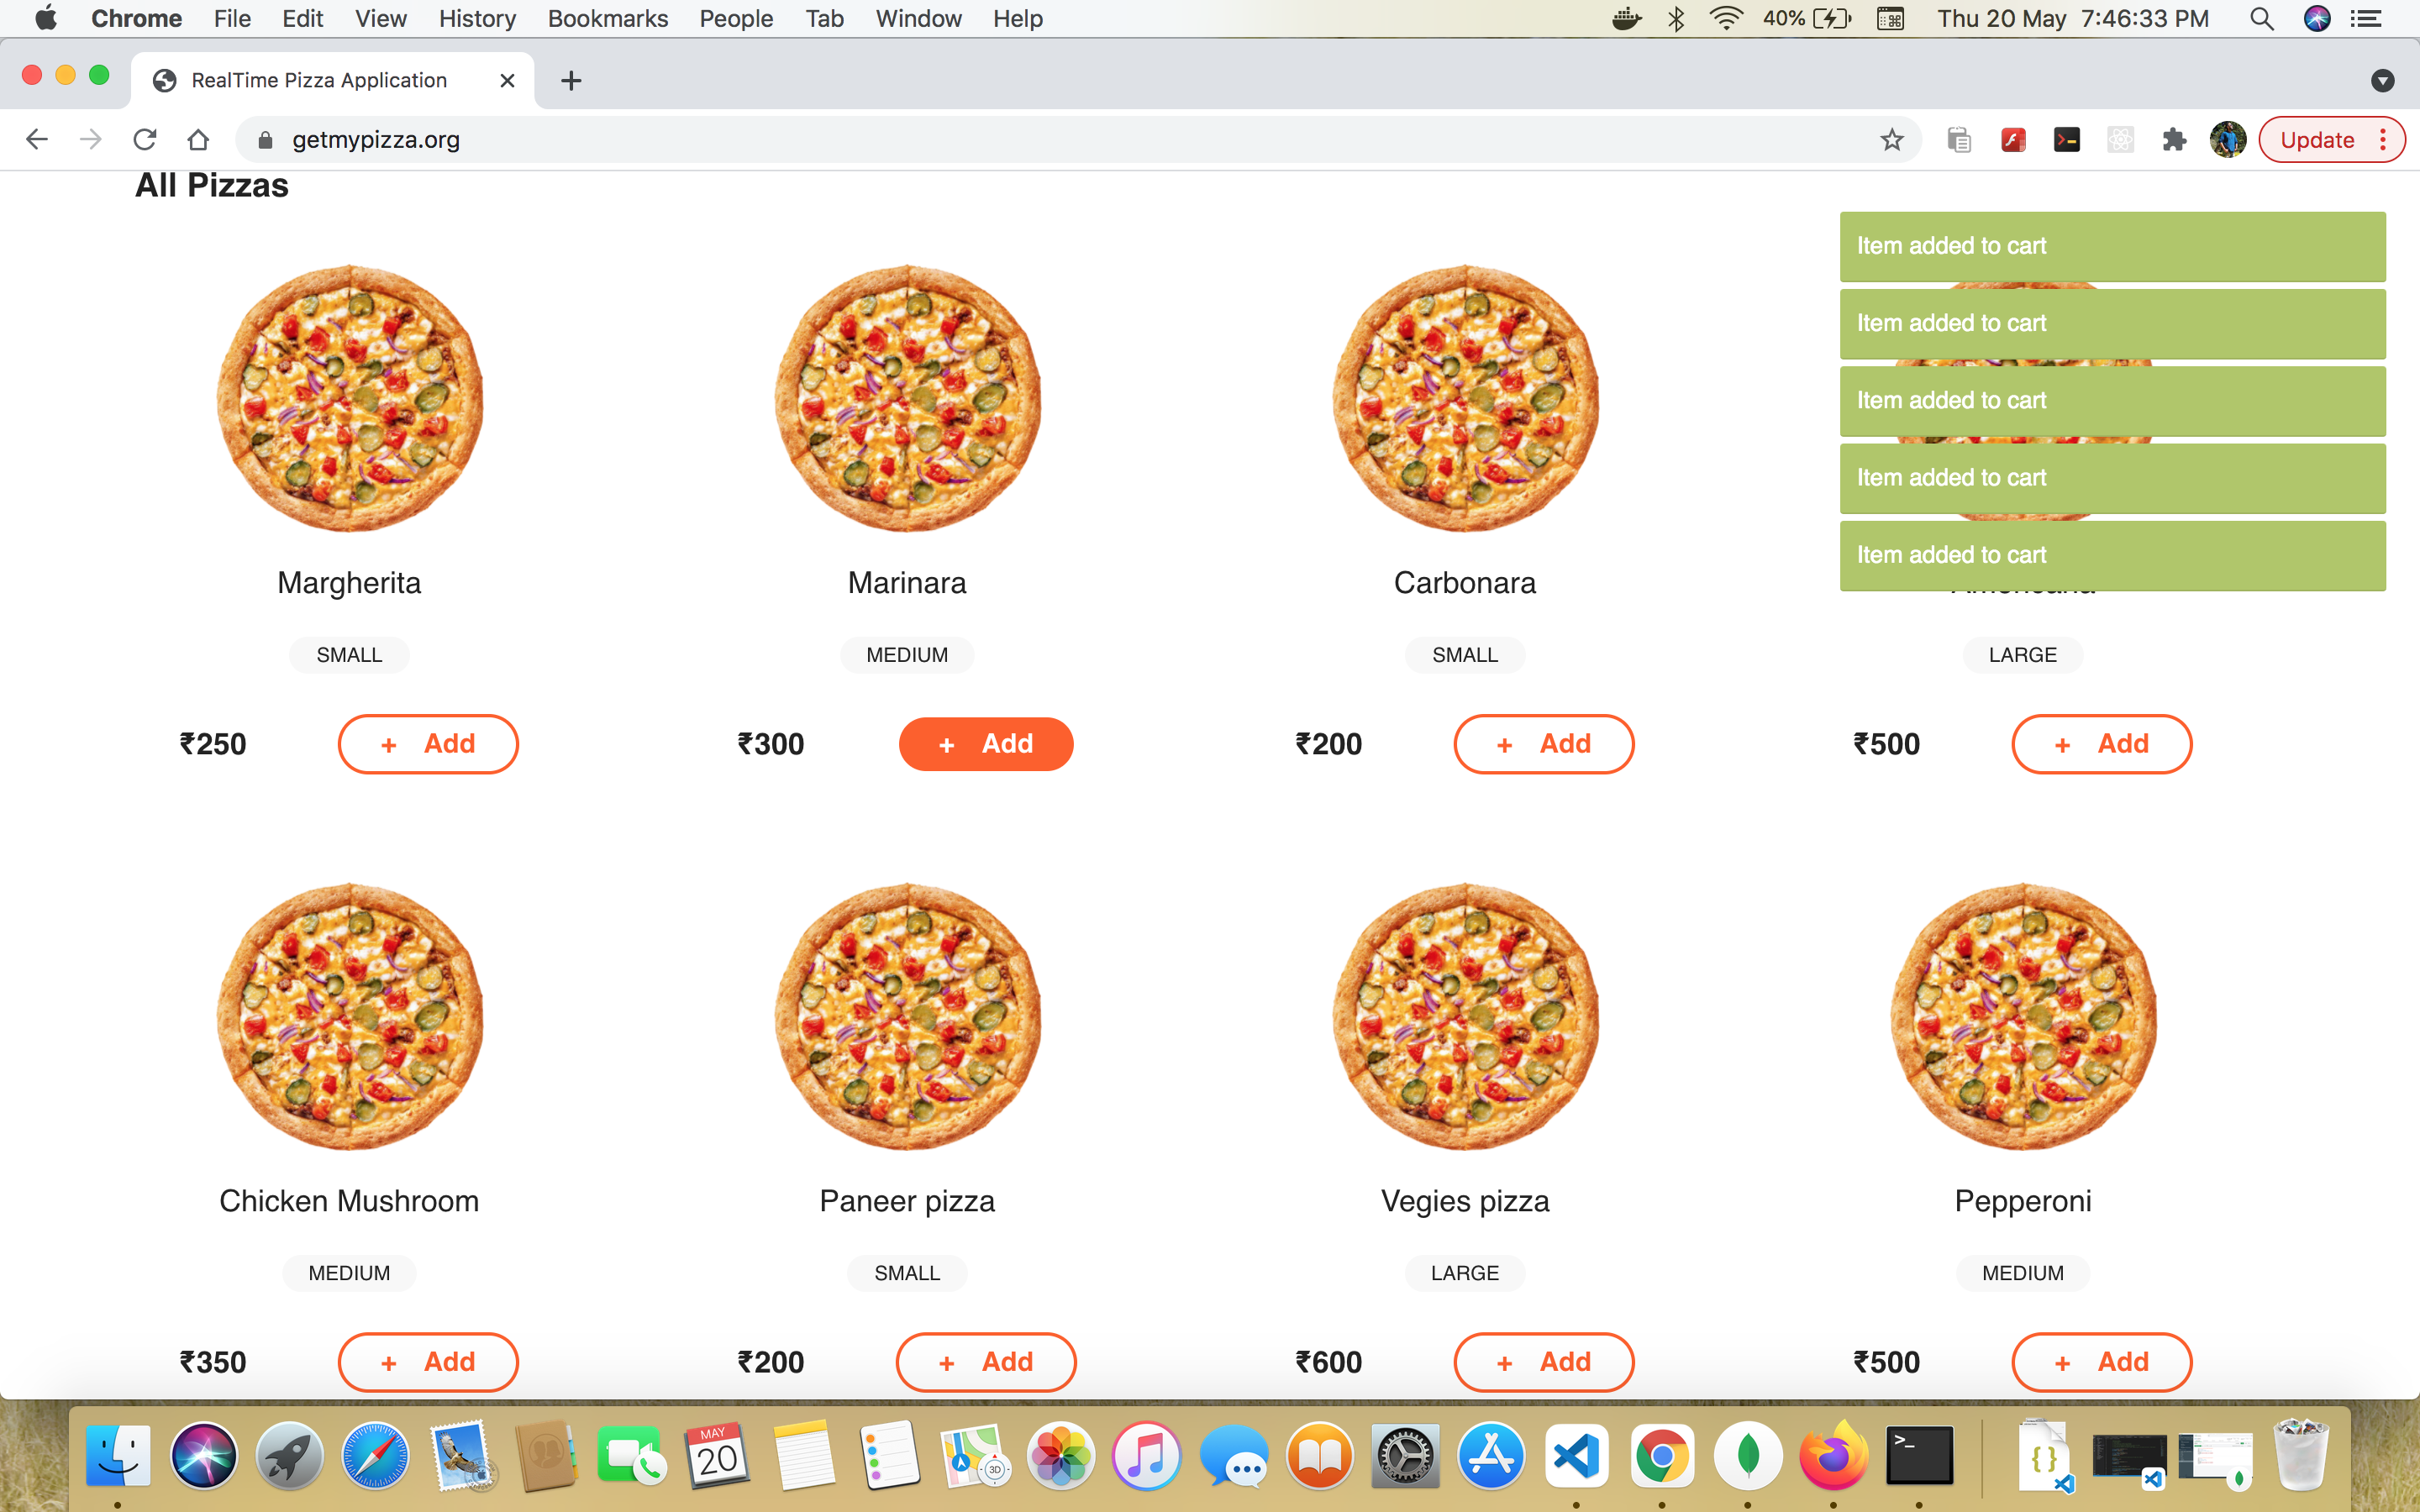 Chrome File Edit View History Bookmarks People Tab Window Help 40% Thu 20 May 7:46:33 PM
RealTime Pizza Application
getmypizza.org Update
All Pizzas
Item added to cart
Item added to cart
Item added to cart
Item added to cart
Item added to cart
Margherita Marinara Carbonara
SMALL MEDIUM SMALL LARGE
₹250 + Add ₹300 + Add ₹200 + Add ₹500 + Add
Chicken Mushroom Paneer pizza Vegies pizza Pepperoni
MEDIUM SMALL LARGE MEDIUM
₹350 + Add ₹200 + Add ₹600 + Add ₹500 + Add
MAY
20
3D
>_
{}